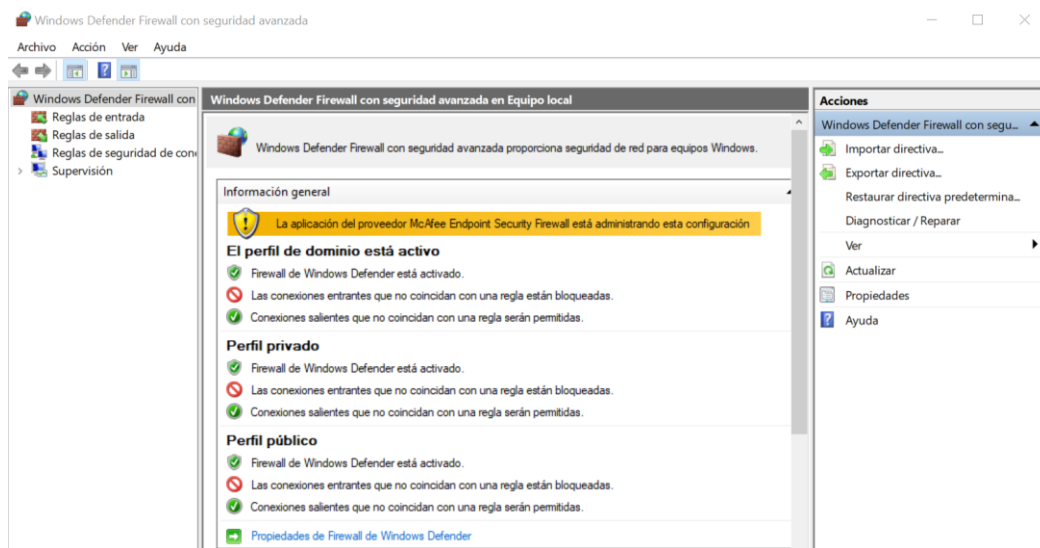 Windows Defender Firewall con seguridad avanzada
Archivo Acción Ver Ayuda
Windows Defender Firewall con
Reglas de entrada
Reglas de salida
Reglas de seguridad de cone
Supervisión
Windows Defender Firewall con seguridad avanzada en Equipo local
Windows Defender Firewall con seguridad avanzada proporciona seguridad de red para equipos Windows.
Información general
La aplicación del proveedor McAfee Endpoint Security Firewall está administrando esta configuración
El perfil de dominio está activo
Firewall de Windows Defender está activado.
Las conexiones entrantes que no coincidan con una regla están bloqueadas.
Conexiones salientes que no coincidan con una regla serán permitidas.
Perfil privado
Firewall de Windows Defender está activado.
Las conexiones entrantes que no coincidan con una regla están bloqueadas.
Conexiones salientes que no coincidan con una regla serán permitidas.
Perfil público
Firewall de Windows Defender está activado.
Las conexiones entrantes que no coincidan con una regla están bloqueadas.
Conexiones salientes que no coincidan con una regla serán permitidas.
Propiedades de Firewall de Windows Defender
Acciones
Windows Defender Firewall con segu...
Importar directiva...
Exportar directiva...
Restaurar directiva predetermina...
Diagnosticar / Reparar
Ver
Actualizar
Propiedades
Ayuda